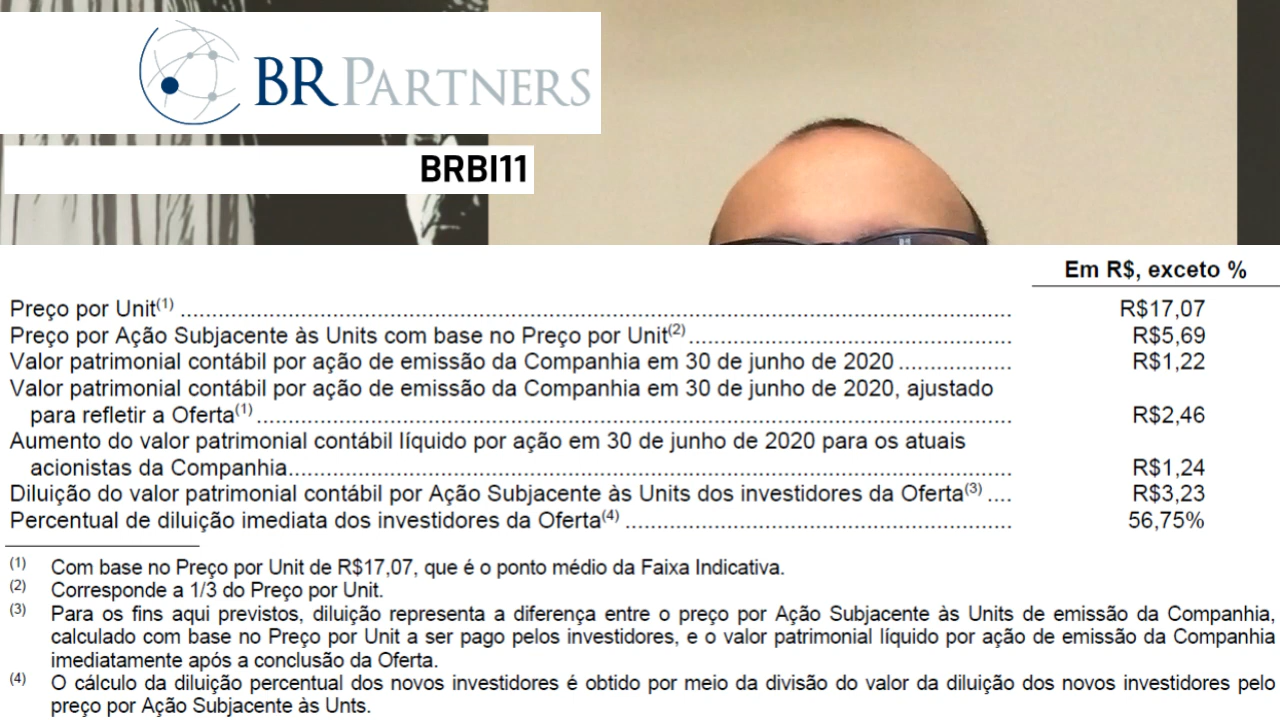 BR PARTNERS
BRBI11
Em R$, exceto %
Preço por Unit(1) .......... R$17,07
Preço por Ação Subjacente às Units com base no Preço por Unit(2) .......... R$5,69
Valor patrimonial contábil por ação de emissão da Companhia em 30 de junho de 2020 .......... R$1,22
Valor patrimonial contábil por ação de emissão da Companhia em 30 de junho de 2020, ajustado
para refletir a Oferta(1) .......... R$2,46
Aumento do valor patrimonial contábil líquido por ação em 30 de junho de 2020 para os atuais
acionistas da Companhia .......... R$1,24
Diluição do valor patrimonial contábil por Ação Subjacente às Units dos investidores da Oferta(3) .... R$3,23
Percentual de diluição imediata dos investidores da Oferta(4) .......... 56,75%
(1) Com base no Preço por Unit de R$17,07, que é o ponto médio da Faixa Indicativa.
(2) Corresponde a 1/3 do Preço por Unit.
(3) Para os fins aqui previstos, diluição representa a diferença entre o preço por Ação Subjacente às Units de emissão da Companhia,
calculado com base no Preço por Unit a ser pago pelos investidores, e o valor patrimonial líquido por ação de emissão da Companhia
imediatamente após a conclusão da Oferta.
(4) O cálculo da diluição percentual dos novos investidores é obtido por meio da divisão do valor da diluição dos novos investidores pelo
preço por Ação Subjacente às Unts.